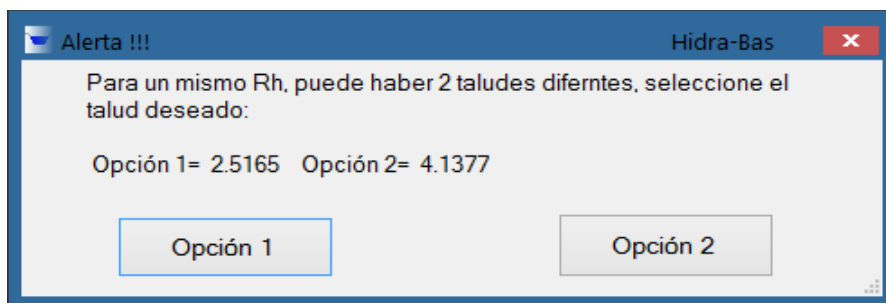 Alerta !!! Hidra-Bas
Para un mismo Rh, puede haber 2 taludes diferntes, seleccione el
talud deseado:
Opción 1= 2.5165 Opción 2= 4.1377
Opción 1 Opción 2